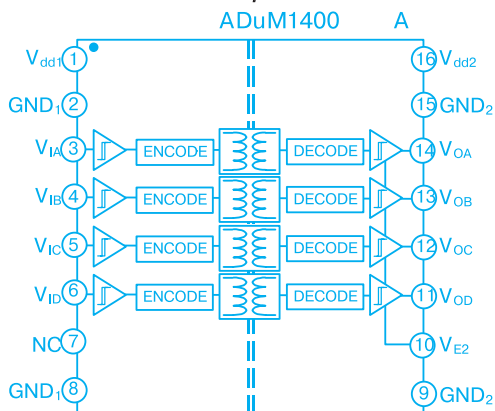 ADuM1400 A
Vdd1 1 16 Vdd2
GND1 2 15 GND2
VIA 3 ENCODE DECODE 14 VOA
VIB 4 ENCODE DECODE 13 VOB
VIC 5 ENCODE DECODE 12 VOC
VID 6 ENCODE DECODE 11 VOD
NC 7 10 VE2
GND1 8 9 GND2